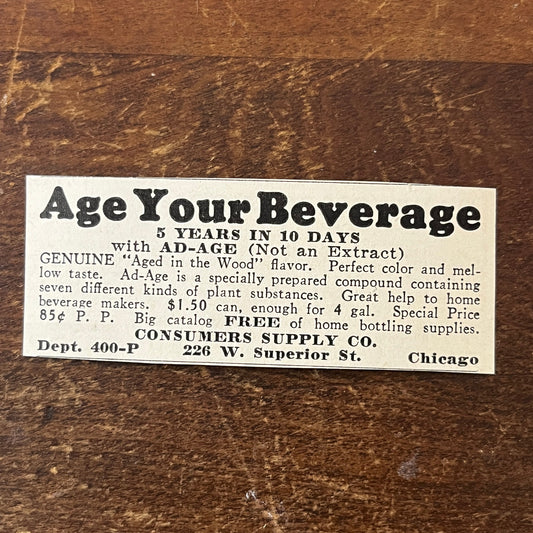 Age Your Beverage
5 YEARS IN 10 DAYS
with AD-AGE (Not an Extract)
GENUINE "Aged in the Wood" flavor. Perfect color and mel-
low taste. Ad-Age is a specially prepared compound containing
seven different kinds of plant substances. Great help to home
beverage makers. $1.50 can, enough for 4 gal. Special Price
85¢ P. P. Big catalog FREE of home bottling supplies.
CONSUMERS SUPPLY CO.
Dept. 400-P 226 W. Superior St. Chicago